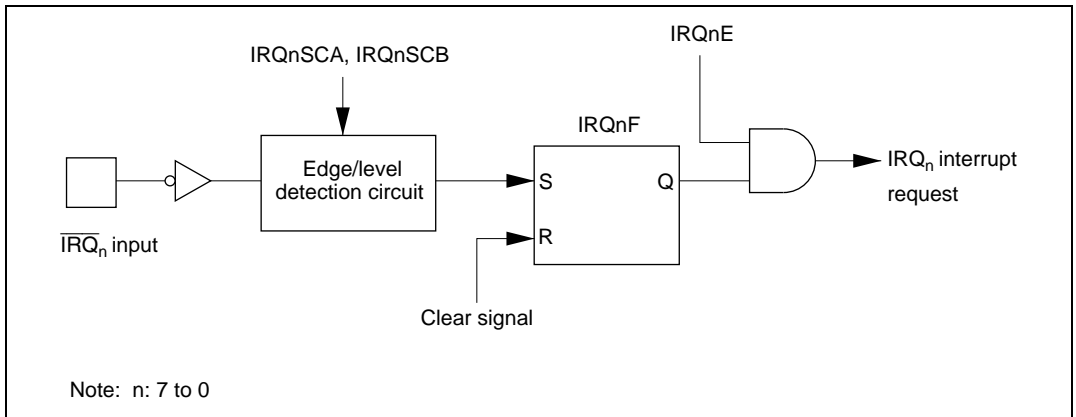 IRQnE
IRQnSCA, IRQnSCB
IRQnF
Edge/level
detection circuit
S
Q
IRQn interrupt
request
R
IRQn input
Clear signal
Note: n: 7 to 0